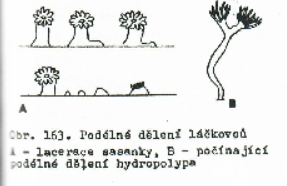 A
B
Obr. 163. Podélné dělení láčkovců
A - lacerace sasanky, B - počínající
podélné dělení hydropolypa